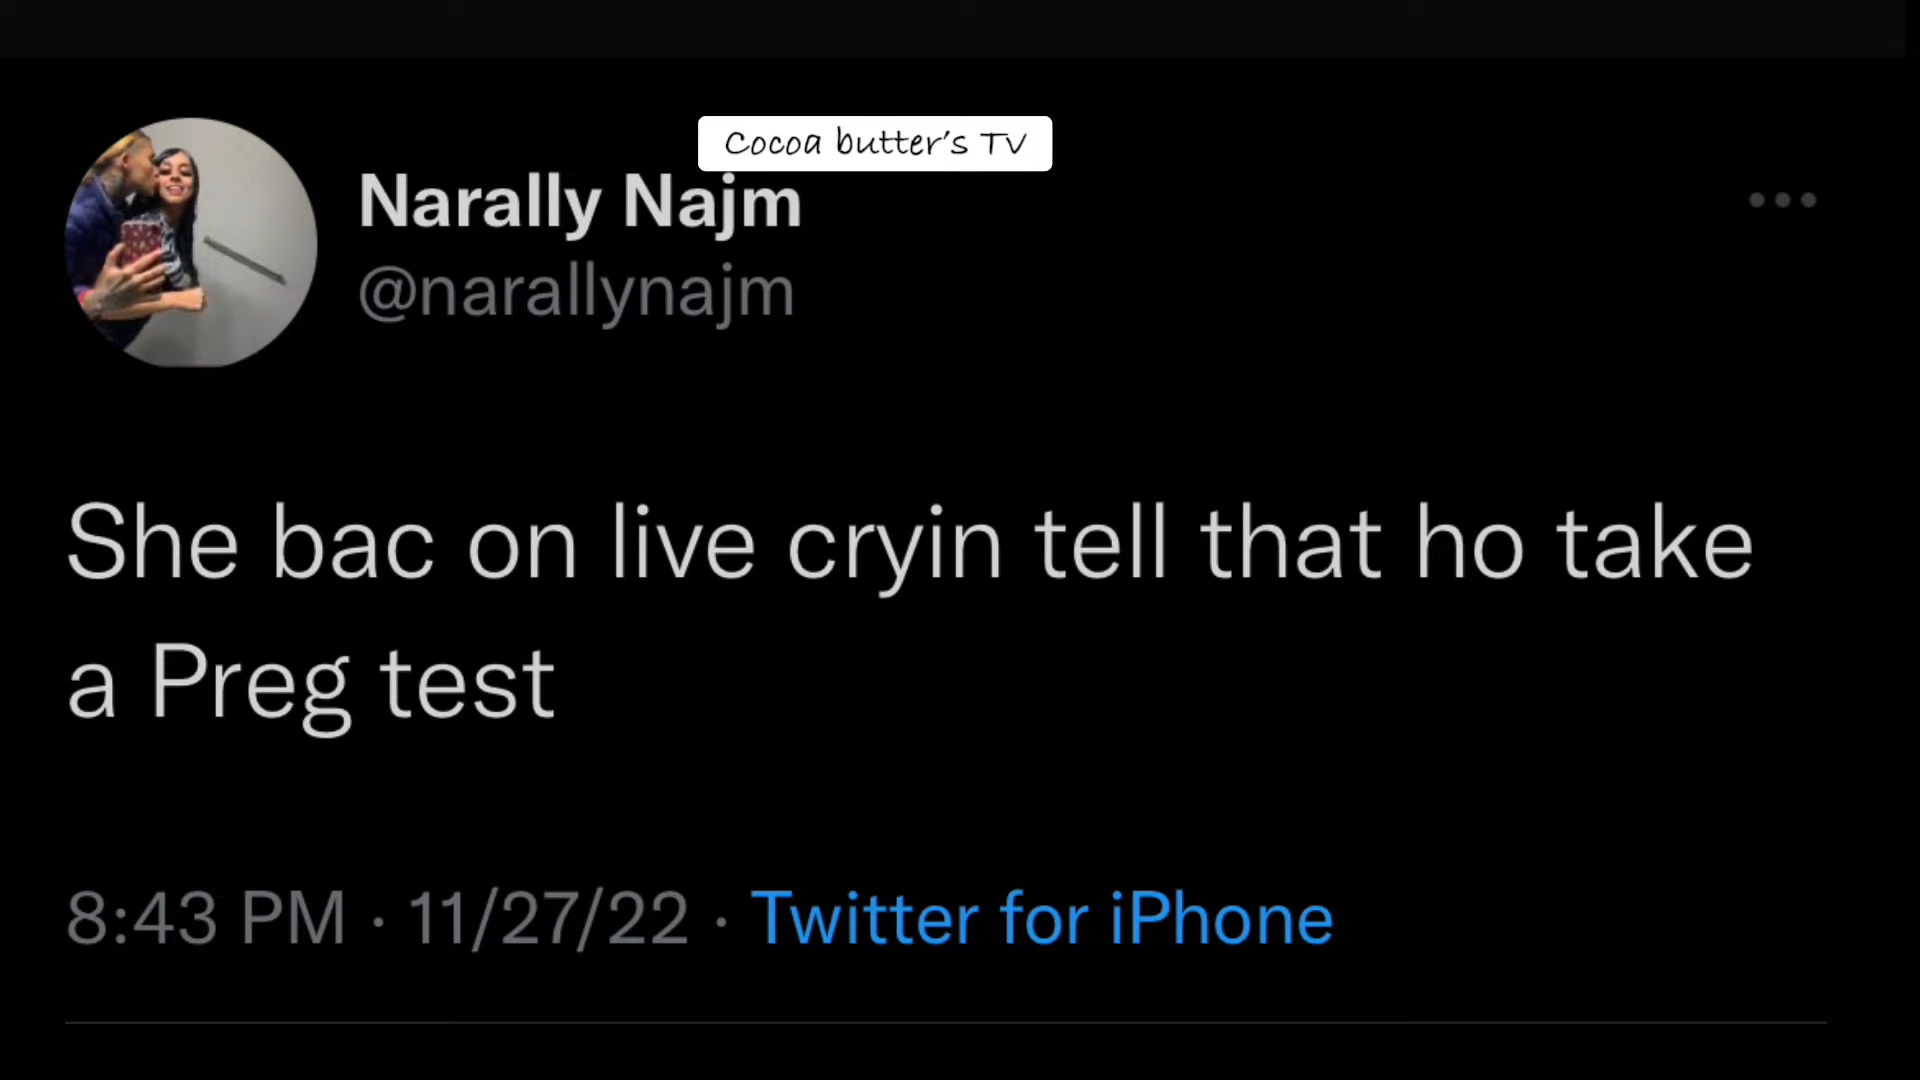 Cocoa butter's TV
Narally Najm
@narallynajm
She bac on live cryin tell that ho take
a Preg test
8:43 PM · 11/27/22 · Twitter for iPhone